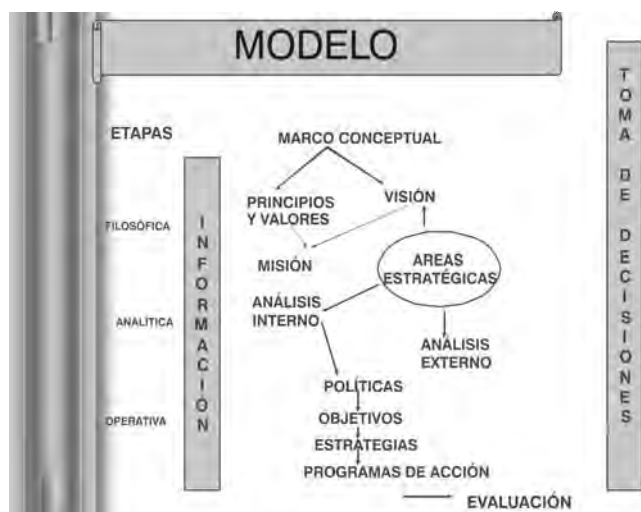 MODELO
TOMA DE DECISIONES
ETAPAS
MARCO CONCEPTUAL
INFORMACIÓN
PRINCIPIOS
Y VALORES
VISIÓN
FILOSÓFICA
MISIÓN
AREAS
ESTRATÉGICAS
ANÁLISIS
INTERNO
ANALÍTICA
ANÁLISIS
EXTERNO
POLÍTICAS
OPERATIVA
OBJETIVOS
ESTRATEGIAS
PROGRAMAS DE ACCIÓN
EVALUACIÓN